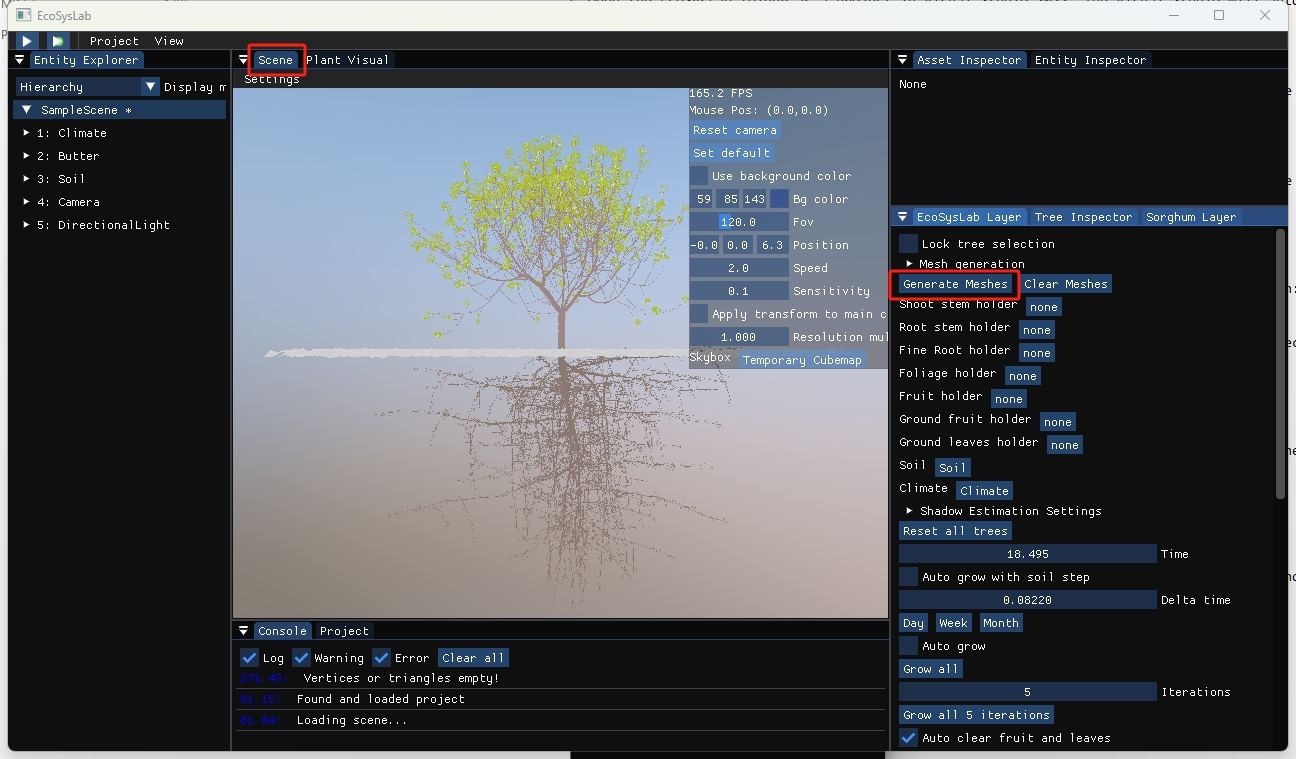 EcoSysLab
Project View
Entity Explorer
Hierarchy Display m
SampleScene *
1: Climate
2: Butter
3: Soil
4: Camera
5: DirectionalLight
Scene Plant Visual
Settings
165.2 FPS
Mouse Pos: (0.0,0.0)
Reset camera
Set default
Use background color
59 85 143 Bg color
120.0 Fov
-0.0 0.0 6.3 Position
2.0 Speed
0.1 Sensitivity
Apply transform to main c
1.000 Resolution mul
Skybox Temporary Cubemap
Console Project
Log Warning Error Clear all
271.43: Vertices or triangles empty!
81.15: Found and loaded project
81.04: Loading scene...
Asset Inspector Entity Inspector
None
EcoSysLab Layer Tree Inspector Sorghum Layer
Lock tree selection
Mesh generation
Generate Meshes Clear Meshes
Shoot stem holder none
Root stem holder none
Fine Root holder none
Foliage holder none
Fruit holder none
Ground fruit holder none
Ground leaves holder none
Soil Soil
Climate Climate
Shadow Estimation Settings
Reset all trees
18.495 Time
Auto grow with soil step
0.08220 Delta time
Day Week Month
Auto grow
Grow all
5 Iterations
Grow all 5 iterations
Auto clear fruit and leaves